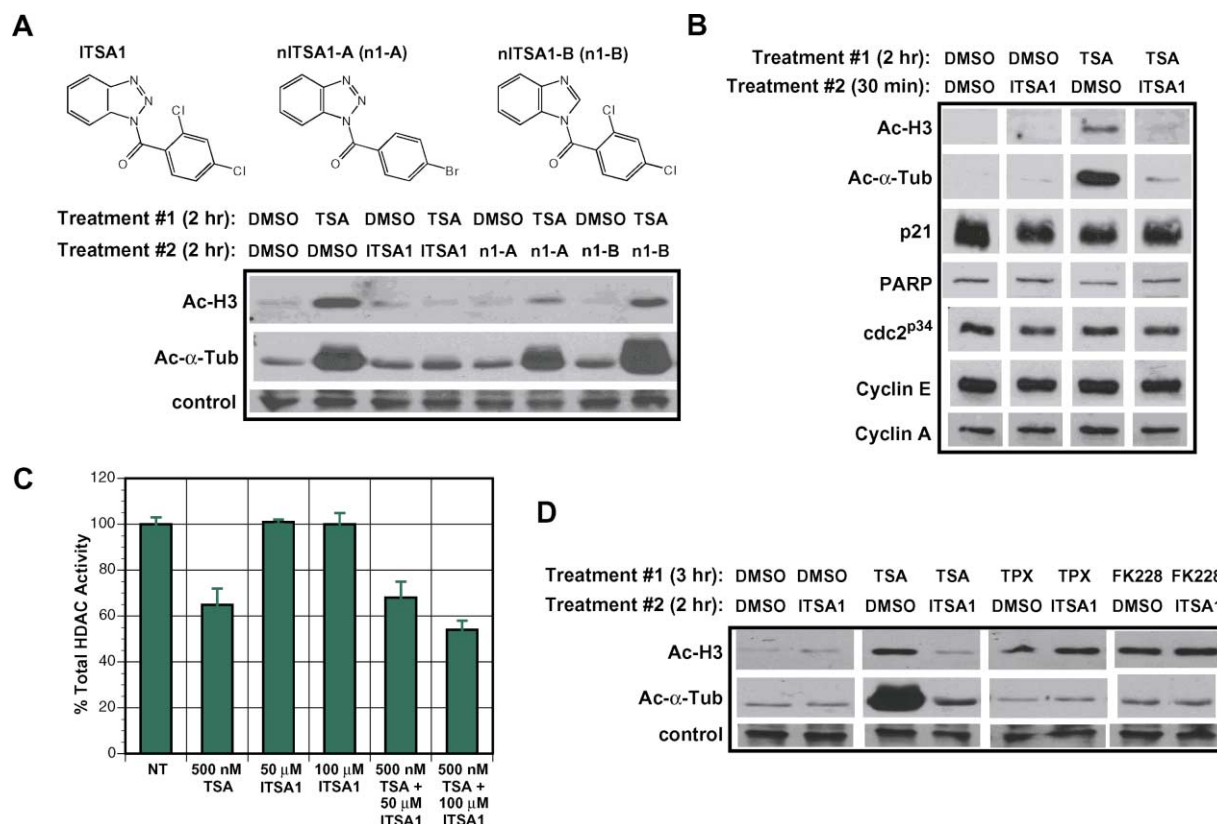 A
ITSA1 nITSA1-A (n1-A) nITSA1-B (n1-B)
N N N
N N
N N N
Cl Cl
O O O
Cl Br Cl
Treatment #1 (2 hr): DMSO TSA DMSO TSA DMSO TSA DMSO TSA
Treatment #2 (2 hr): DMSO DMSO ITSA1 ITSA1 n1-A n1-A n1-B n1-B
Ac-H3
Ac-α-Tub
control
B
Treatment #1 (2 hr): DMSO DMSO TSA TSA
Treatment #2 (30 min): DMSO ITSA1 DMSO ITSA1
Ac-H3
Ac-α-Tub
p21
PARP
cdc2p34
Cyclin E
Cyclin A
C
% Total HDAC Activity
120
100
80
60
40
20
0
NT 500 nM 50 μM 100 μM 500 nM 500 nM
TSA ITSA1 ITSA1 TSA + TSA +
50 μM 100 μM
ITSA1 ITSA1
D
Treatment #1 (3 hr): DMSO DMSO TSA TSA TPX TPX FK228 FK228
Treatment #2 (2 hr): DMSO ITSA1 DMSO ITSA1 DMSO ITSA1 DMSO ITSA1
Ac-H3
Ac-α-Tub
control